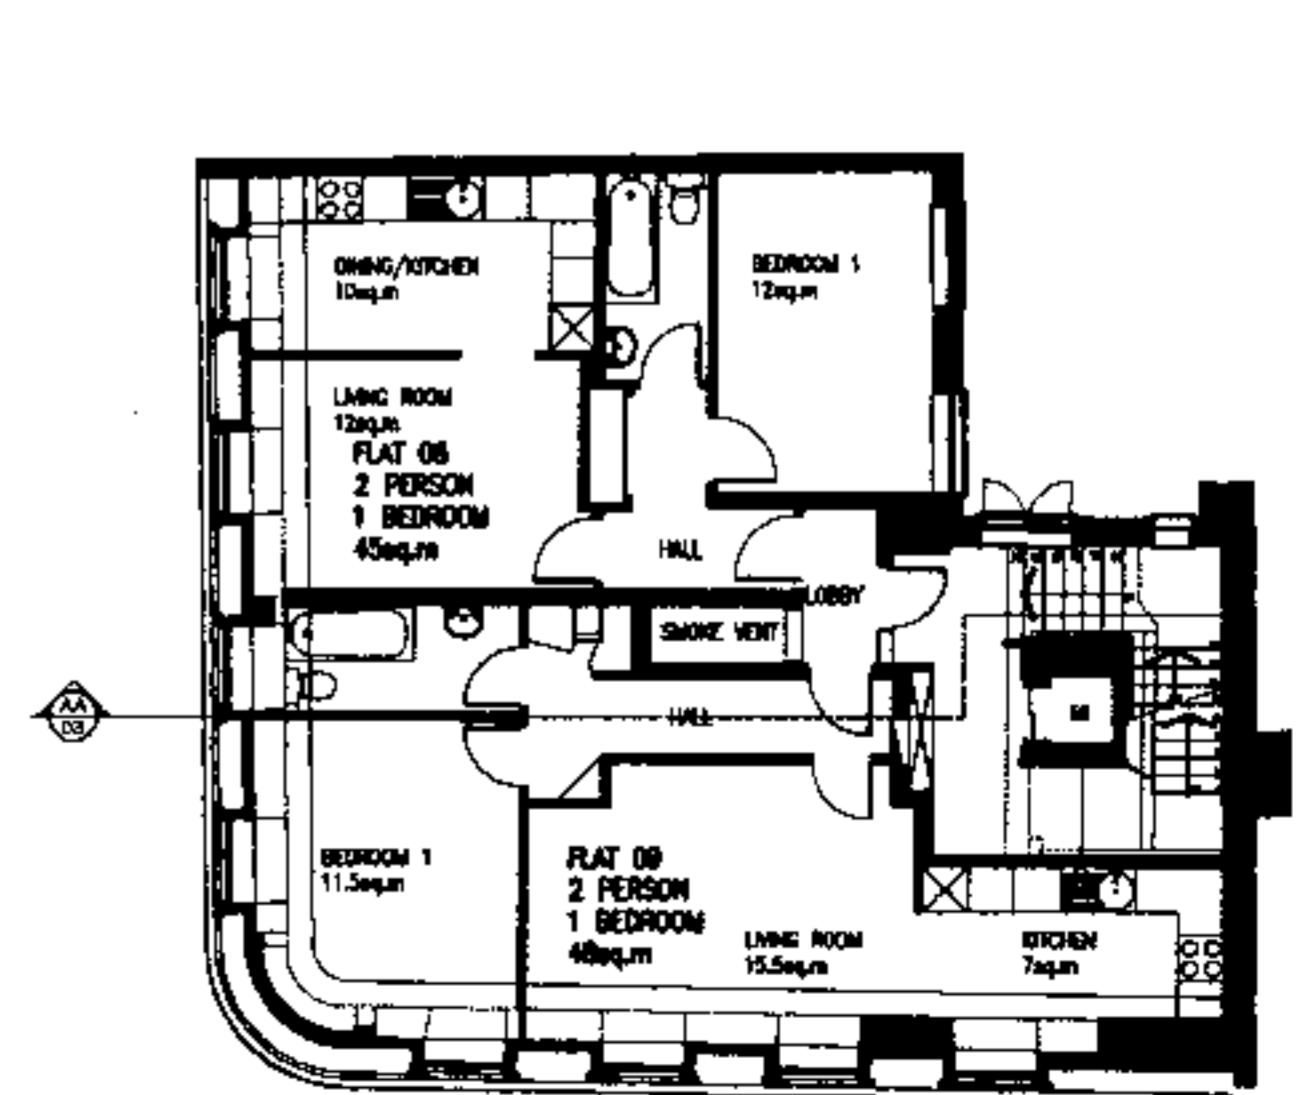 DINING/KITCHEN
10sq.m
BEDROOM 1
12sq.m
LIVING ROOM
12sq.m
FLAT 08
2 PERSON
1 BEDROOM
45sq.m
HALL
LOBBY
SMOKE VENT
HALL
AA
03
BEDROOM 1
11.5sq.m
FLAT 09
2 PERSON
1 BEDROOM
48sq.m
LIVING ROOM
15.5sq.m
KITCHEN
7sq.m